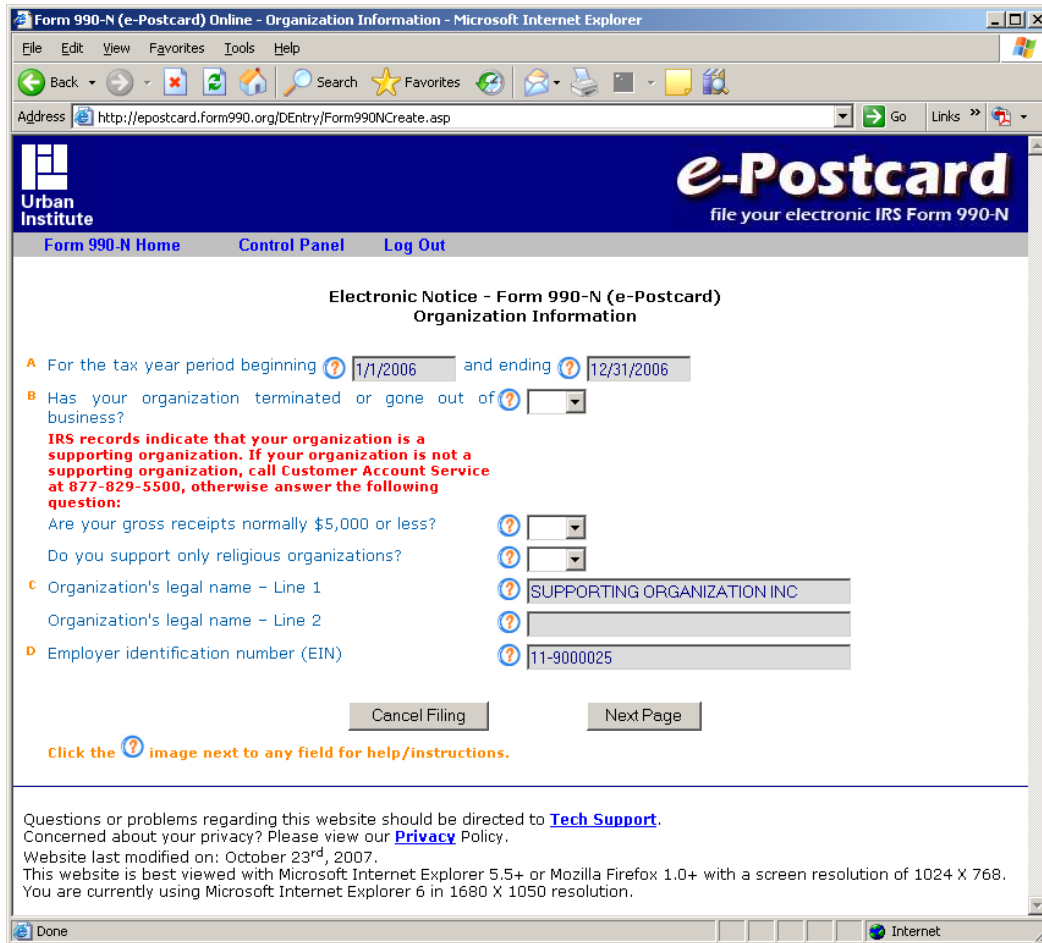 Form 990-N (e-Postcard) Online - Organization Information - Microsoft Internet Explorer
File Edit View Favorites Tools Help
Back Search Favorites
Address http://epostcard.form990.org/DEntry/Form990NCreate.asp Go Links »
Urban
Institute
e-Postcard
file your electronic IRS Form 990-N
Form 990-N Home Control Panel Log Out
Electronic Notice - Form 990-N (e-Postcard)
Organization Information
A For the tax year period beginning ? 1/1/2006 and ending ? 12/31/2006
B Has your organization terminated or gone out of ?
business?
IRS records indicate that your organization is a
supporting organization. If your organization is not a
supporting organization, call Customer Account Service
at 877-829-5500, otherwise answer the following
question:
Are your gross receipts normally $5,000 or less? ?
Do you support only religious organizations? ?
C Organization's legal name – Line 1 ? SUPPORTING ORGANIZATION INC
Organization's legal name – Line 2 ?
D Employer identification number (EIN) ? 11-9000025
Cancel Filing Next Page
Click the ? image next to any field for help/instructions.
Questions or problems regarding this website should be directed to Tech Support.
Concerned about your privacy? Please view our Privacy Policy.
Website last modified on: October 23rd, 2007.
This website is best viewed with Microsoft Internet Explorer 5.5+ or Mozilla Firefox 1.0+ with a screen resolution of 1024 X 768.
You are currently using Microsoft Internet Explorer 6 in 1680 X 1050 resolution.
Done Internet